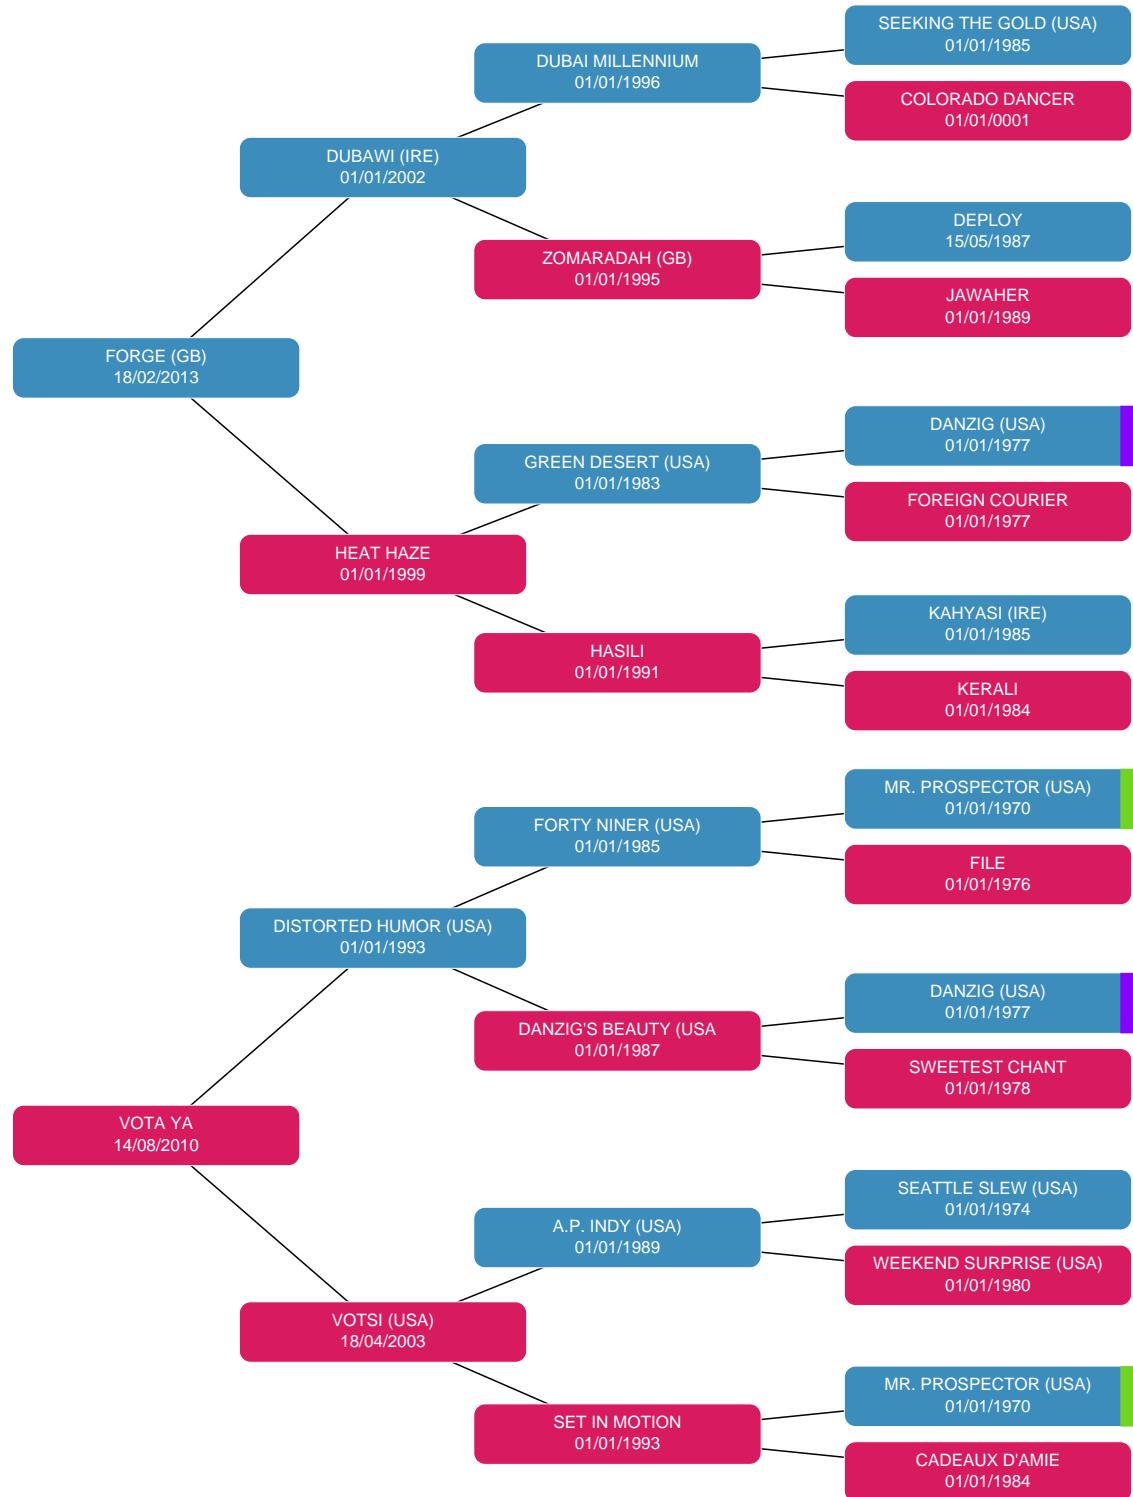 SEEKING THE GOLD (USA)
01/01/1985
DUBAI MILLENNIUM
01/01/1996
COLORADO DANCER
01/01/0001
DUBAWI (IRE)
01/01/2002
DEPLOY
15/05/1987
ZOMARADAH (GB)
01/01/1995
JAWAHER
01/01/1989
FORGE (GB)
18/02/2013
DANZIG (USA)
01/01/1977
GREEN DESERT (USA)
01/01/1983
FOREIGN COURIER
01/01/1977
HEAT HAZE
01/01/1999
KAHYASI (IRE)
01/01/1985
HASILI
01/01/1991
KERALI
01/01/1984
MR. PROSPECTOR (USA)
01/01/1970
FORTY NINER (USA)
01/01/1985
FILE
01/01/1976
DISTORTED HUMOR (USA)
01/01/1993
DANZIG (USA)
01/01/1977
DANZIG'S BEAUTY (USA
01/01/1987
SWEETEST CHANT
01/01/1978
VOTA YA
14/08/2010
SEATTLE SLEW (USA)
01/01/1974
A.P. INDY (USA)
01/01/1989
WEEKEND SURPRISE (USA)
01/01/1980
VOTSI (USA)
18/04/2003
MR. PROSPECTOR (USA)
01/01/1970
SET IN MOTION
01/01/1993
CADEAUX D'AMIE
01/01/1984